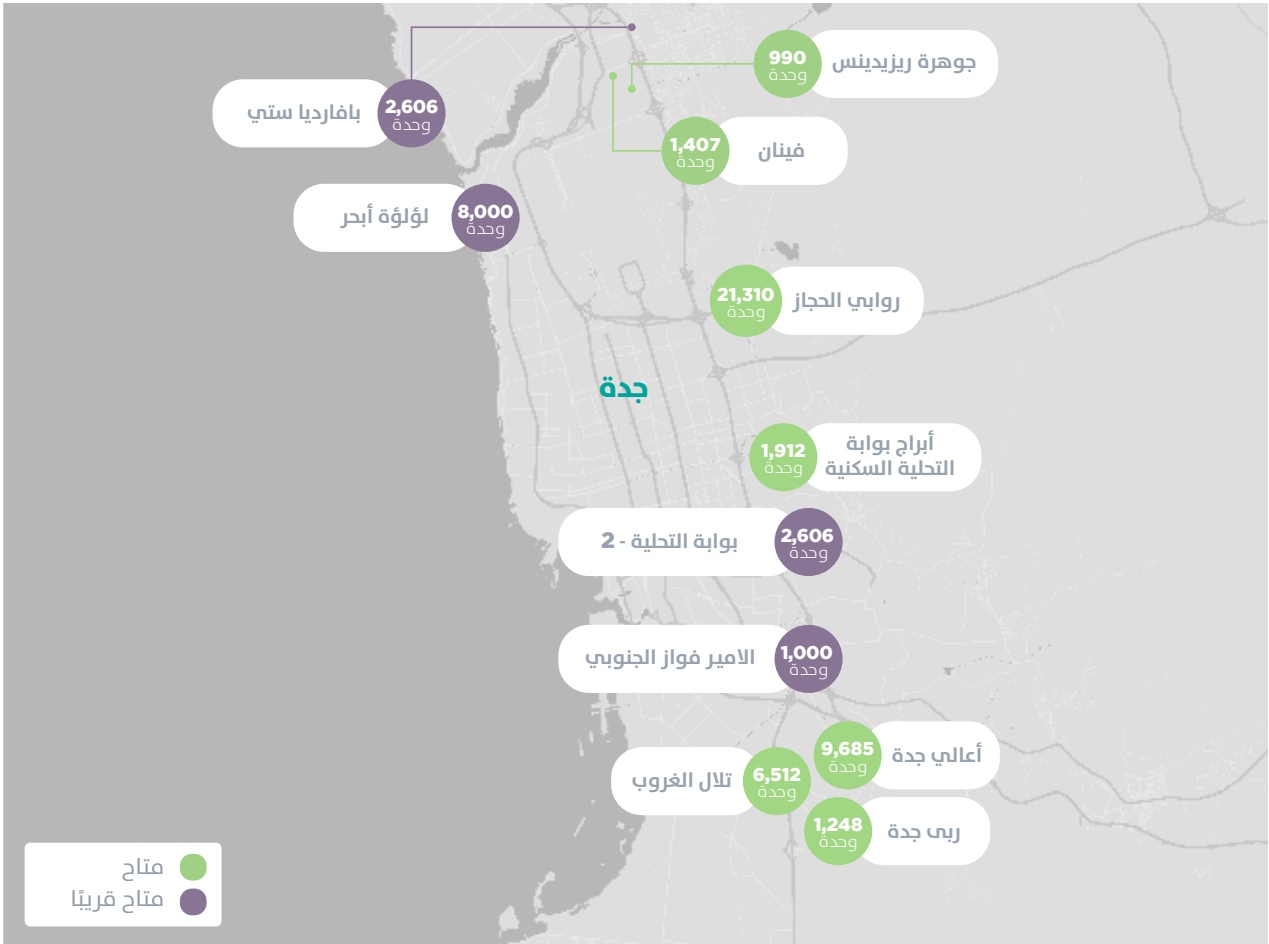 990
وحدة
جوهرة ريزيدينس
2,606
وحدة
بافارديا ستي
1,407
وحدة
فينان
8,000
وحدة
لؤلؤة أبحر
21,310
وحدة
روابي الحجاز
جدة
1,912
وحدة
أبراج بوابة
التحلية السكنية
2,606
وحدة
بوابة التحلية - 2
1,000
وحدة
الامير فواز الجنوبي
9,685
وحدة
أعالي جدة
6,512
وحدة
تلال الغروب
1,248
وحدة
ربى جدة
متاح
متاح قريبًا